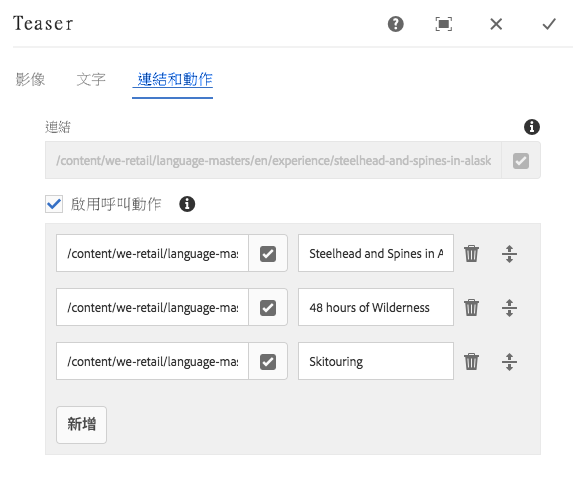 Teaser
影像 文字 連結和動作
連結
/content/we-retail/language-masters/en/experience/steelhead-and-spines-in-alask
啟用呼叫動作
/content/we-retail/language-mas Steelhead and Spines in A
/content/we-retail/language-mas 48 hours of Wilderness
/content/we-retail/language-mas Skitouring
新增